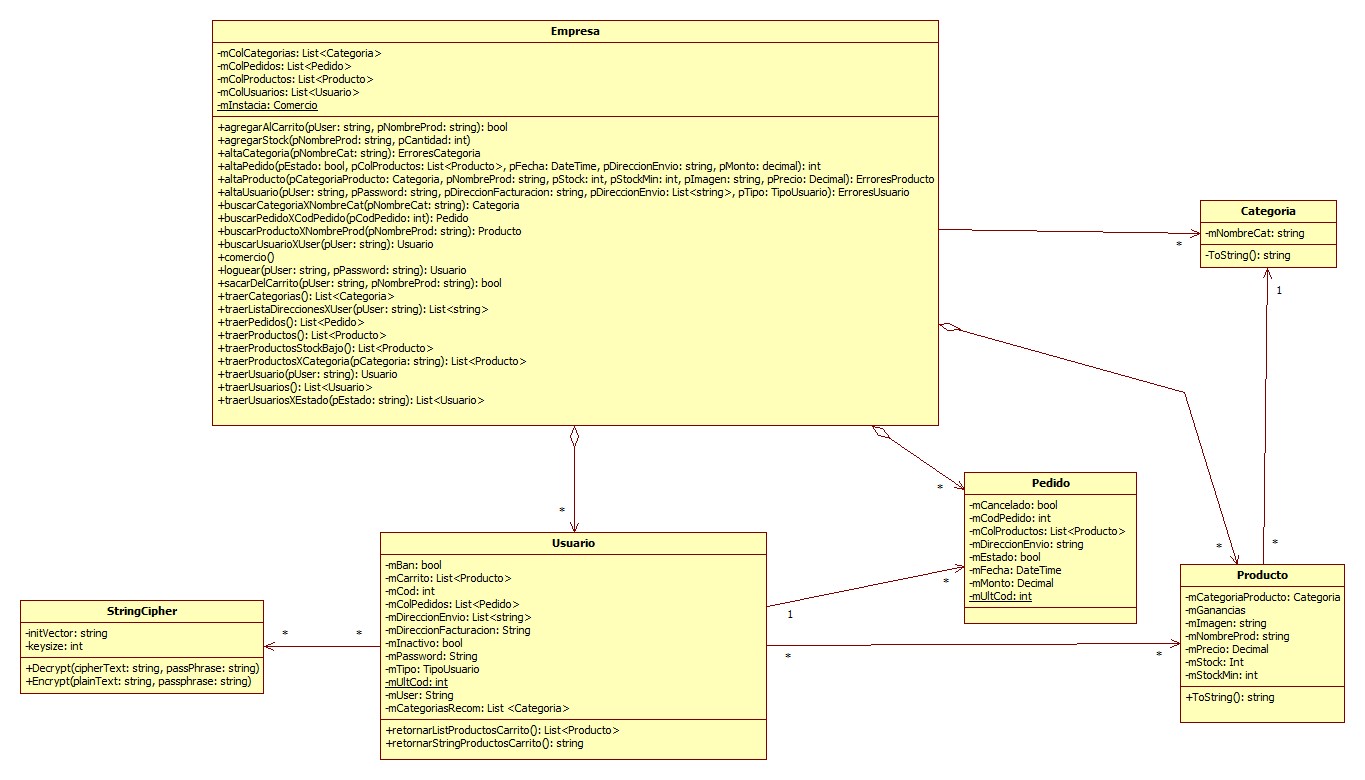 Empresa
-mColCategorias: List<Categoria>
-mColPedidos: List<Pedido>
-mColProductos: List<Producto>
-mColUsuarios: List<Usuario>
-mInstacia: Comercio
+agregarAlCarrito(pUser: string, pNombreProd: string): bool
+agregarStock(pNombreProd: string, pCantidad: int)
+altaCategoria(pNombreCat: string): ErroresCategoria
+altaPedido(pEstado: bool, pColProductos: List<Producto>, pFecha: DateTime, pDireccionEnvio: string, pMonto: decimal): int
+altaProducto(pCategoriaProducto: Categoria, pNombreProd: string, pStock: int, pStockMin: int, pImagen: string, pPrecio: Decimal): ErroresProducto
+altaUsuario(pUser: string, pPassword: string, pDireccionFacturacion: string, pDireccionEnvio: List<string>, pTipo: TipoUsuario): ErroresUsuario
+buscarCategoriaXNombreCat(pNombreCat: string): Categoria
+buscarPedidoXCodPedido(pCodPedido: int): Pedido
+buscarProductoXNombreProd(pNombreProd: string): Producto
+buscarUsuarioXUser(pUser: string): Usuario
+comercio()
+loguear(pUser: string, pPassword: string): Usuario
+sacarDelCarrito(pUser: string, pNombreProd: string): bool
+traerCategorias(): List<Categoria>
+traerListaDireccionesXUser(pUser: string): List<string>
+traerPedidos(): List<Pedido>
+traerProductos(): List<Producto>
+traerProductosStockBajo(): List<Producto>
+traerProductosXCategoria(pCategoria: string): List<Producto>
+traerUsuario(pUser: string): Usuario
+traerUsuarios(): List<Usuario>
+traerUsuariosXEstado(pEstado: string): List<Usuario>
*
Categoria
-mNombreCat: string
-ToString(): string
1
*
*
*
*
Pedido
-mCancelado: bool
-mCodPedido: int
-mColProductos: List<Producto>
-mDireccionEnvio: string
-mEstado: bool
-mFecha: DateTime
-mMonto: Decimal
-mUltCod: int
Usuario
-mBan: bool
-mCarrito: List<Producto>
-mCod: int
-mColPedidos: List<Pedido>
-mDireccionEnvio: List<string>
-mDireccionFacturacion: String
-mInactivo: bool
-mPassword: String
-mTipo: TipoUsuario
-mUltCod: int
-mUser: String
-mCategoriasRecom: List <Categoria>
+retornarListProductosCarrito(): List<Producto>
+retornarStringProductosCarrito(): string
1
*
*
*
Producto
-mCategoriaProducto: Categoria
-mGanancias
-mImagen: string
-mNombreProd: string
-mPrecio: Decimal
-mStock: Int
-mStockMin: int
+ToString(): string
StringCipher
-initVector: string
-keysize: int
+Decrypt(cipherText: string, passPhrase: string)
+Encrypt(plainText: string, passphrase: string)
*
*